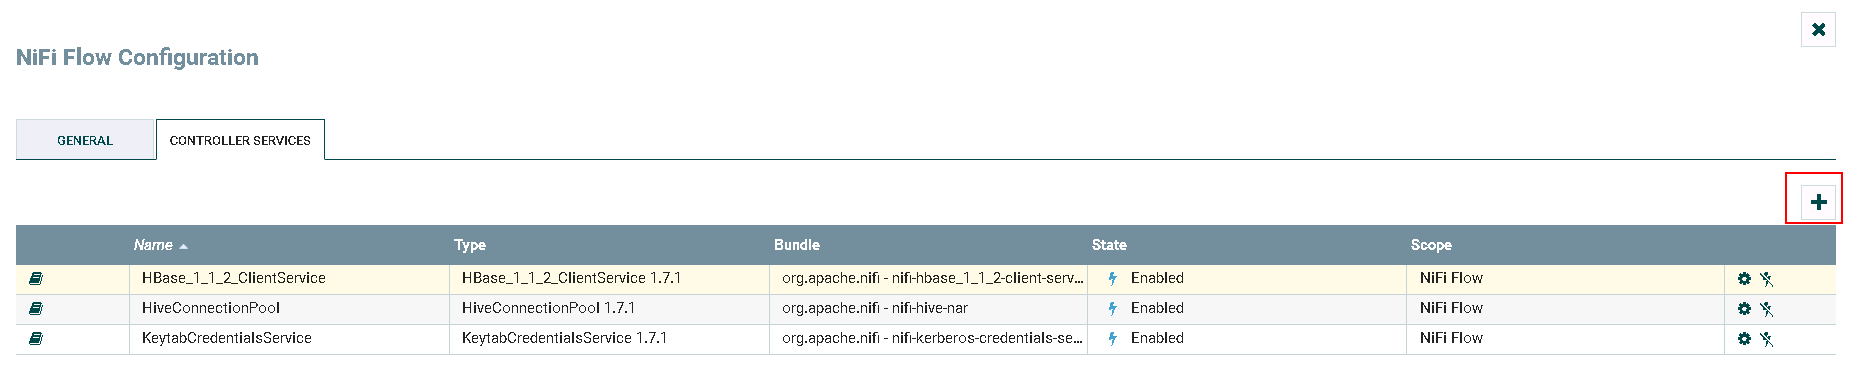 NiFi Flow Configuration
GENERAL CONTROLLER SERVICES
Name Type Bundle State Scope
HBase_1_1_2_ClientService HBase_1_1_2_ClientService 1.7.1 org.apache.nifi - nifi-hbase_1_1_2-client-serv... Enabled NiFi Flow
HiveConnectionPool HiveConnectionPool 1.7.1 org.apache.nifi - nifi-hive-nar Enabled NiFi Flow
KeytabCredentialsService KeytabCredentialsService 1.7.1 org.apache.nifi - nifi-kerberos-credentials-se... Enabled NiFi Flow